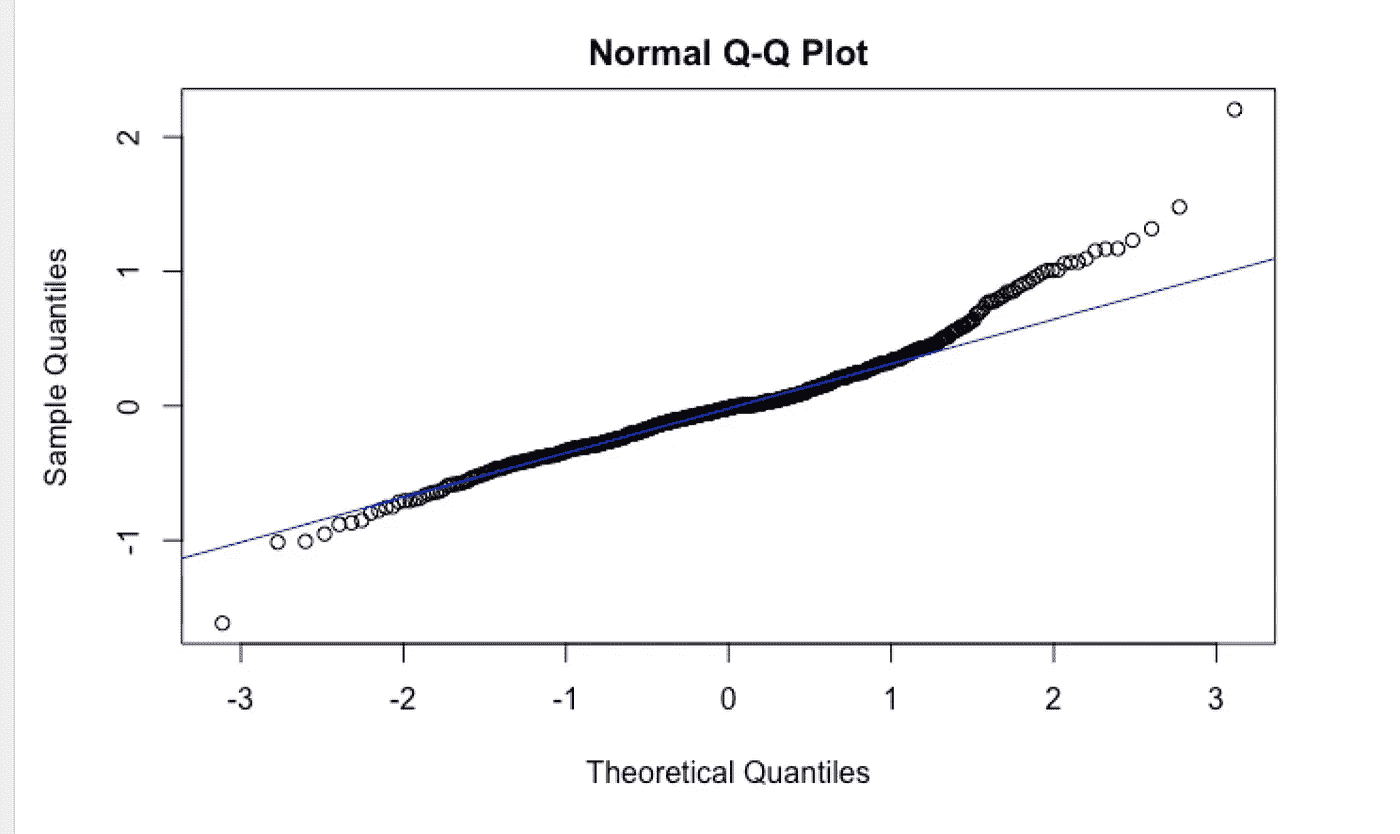 Normal Q-Q Plot
Sample Quantiles
2
1
0
-1
-3 -2 -1 0 1 2 3
Theoretical Quantiles